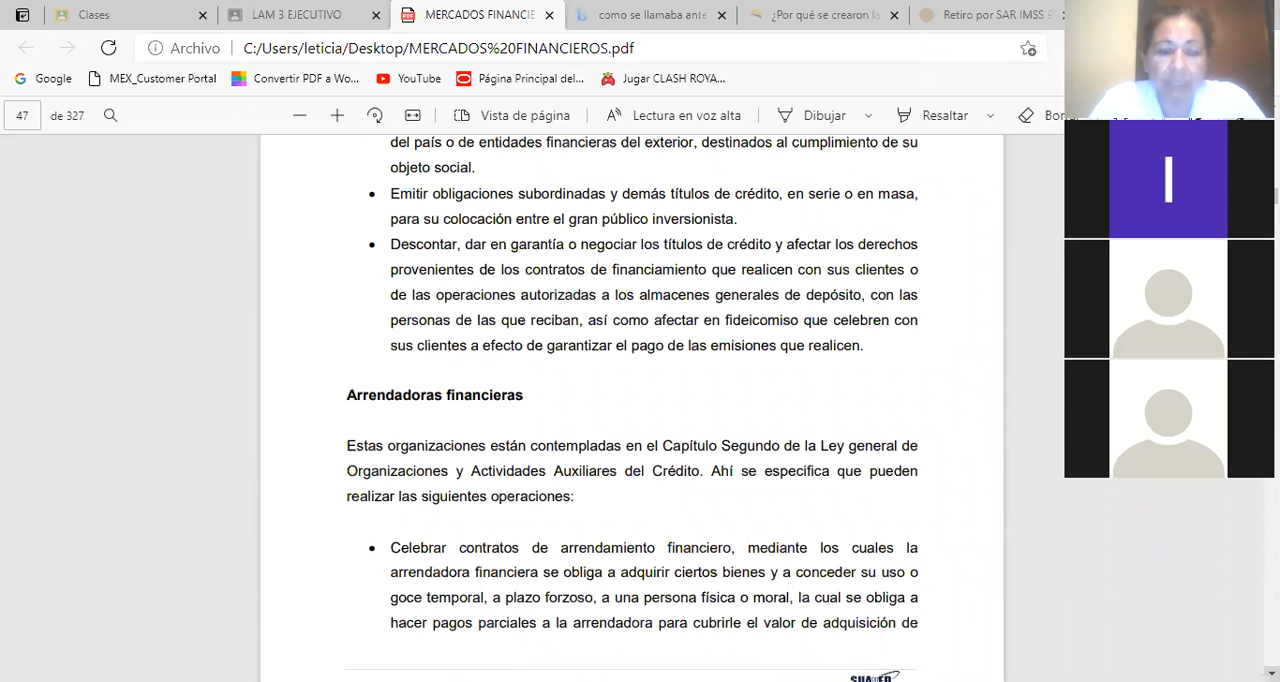 Clases
LAM 3 EJECUTIVO
MERCADOS FINANCIE
como se llamaba ante
¿Por qué se crearon la
Retiro por SAR IMSS 9
Archivo
C:/Users/leticia/Desktop/MERCADOS%20FINANCIEROS.pdf
Google
MEX_Customer Portal
Convertir PDF a Wo...
YouTube
Página Principal del...
Jugar CLASH ROYA...
47
de 327
Vista de página
Lectura en voz alta
Dibujar
Resaltar
del país o de entidades financieras del exterior, destinados al cumplimiento de su
objeto social.
• Emitir obligaciones subordinadas y demás títulos de crédito, en serie o en masa,
para su colocación entre el gran público inversionista.
• Descontar, dar en garantía o negociar los títulos de crédito y afectar los derechos
provenientes de los contratos de financiamiento que realicen con sus clientes o
de las operaciones autorizadas a los almacenes generales de depósito, con las
personas de las que reciban, así como afectar en fideicomiso que celebren con
sus clientes a efecto de garantizar el pago de las emisiones que realicen.
Arrendadoras financieras
Estas organizaciones están contempladas en el Capítulo Segundo de la Ley general de
Organizaciones y Actividades Auxiliares del Crédito. Ahí se especifica que pueden
realizar las siguientes operaciones:
• Celebrar contratos de arrendamiento financiero, mediante los cuales la
arrendadora financiera se obliga a adquirir ciertos bienes y a conceder su uso o
goce temporal, a plazo forzoso, a una persona física o moral, la cual se obliga a
hacer pagos parciales a la arrendadora para cubrirle el valor de adquisición de
I